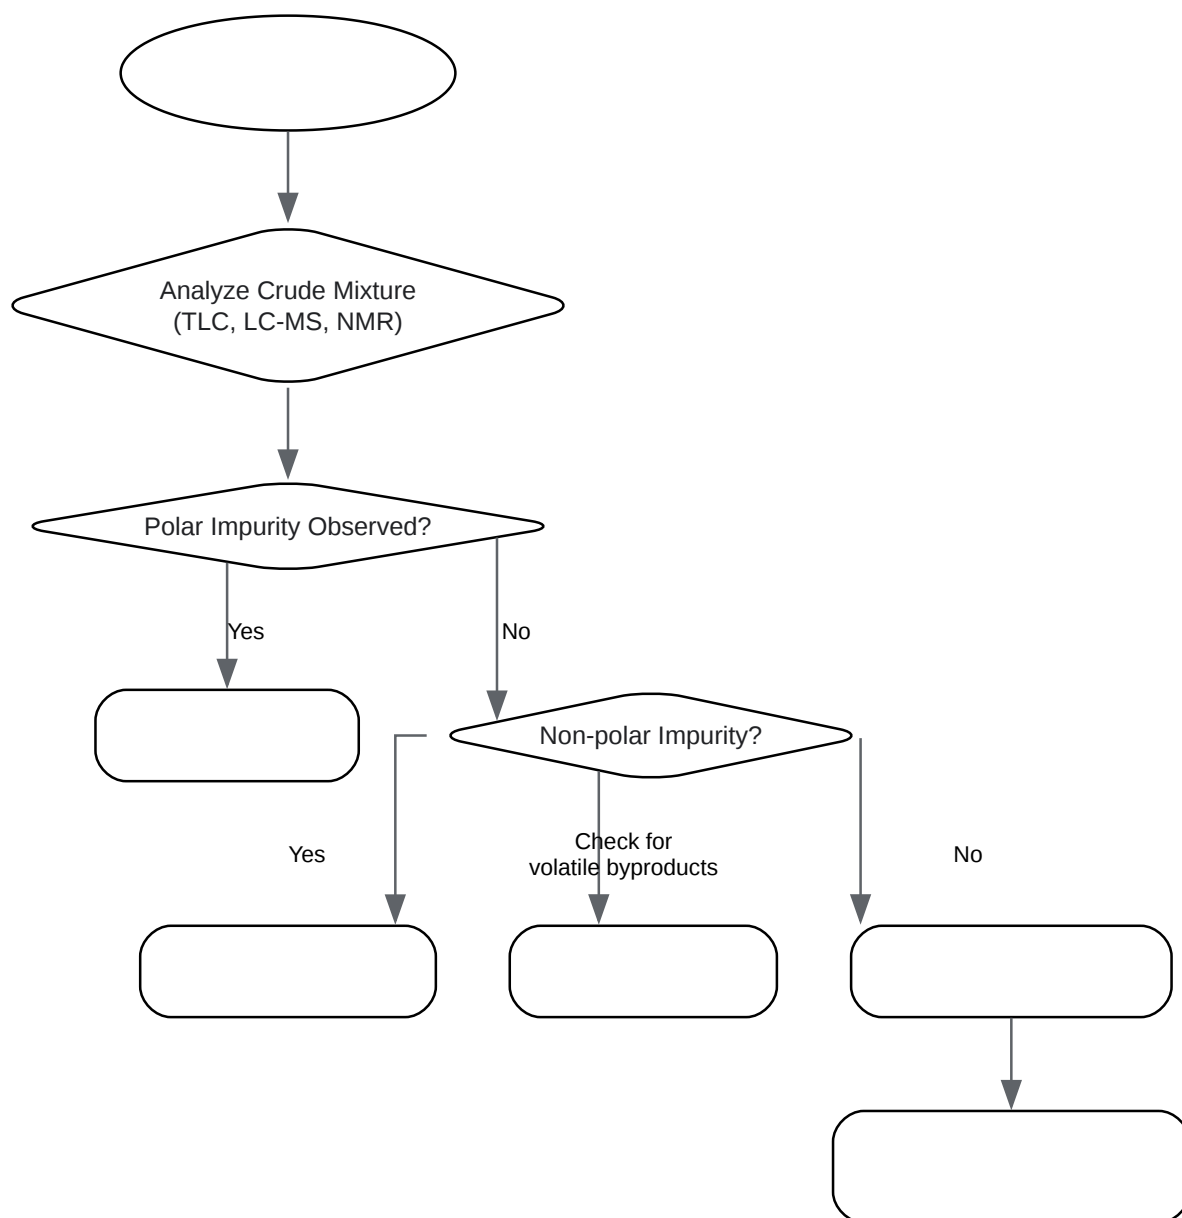 Analyze Crude Mixture
(TLC, LC-MS, NMR)
Polar Impurity Observed?
Yes
No
Non-polar Impurity?
Yes
Check for
volatile byproducts
No